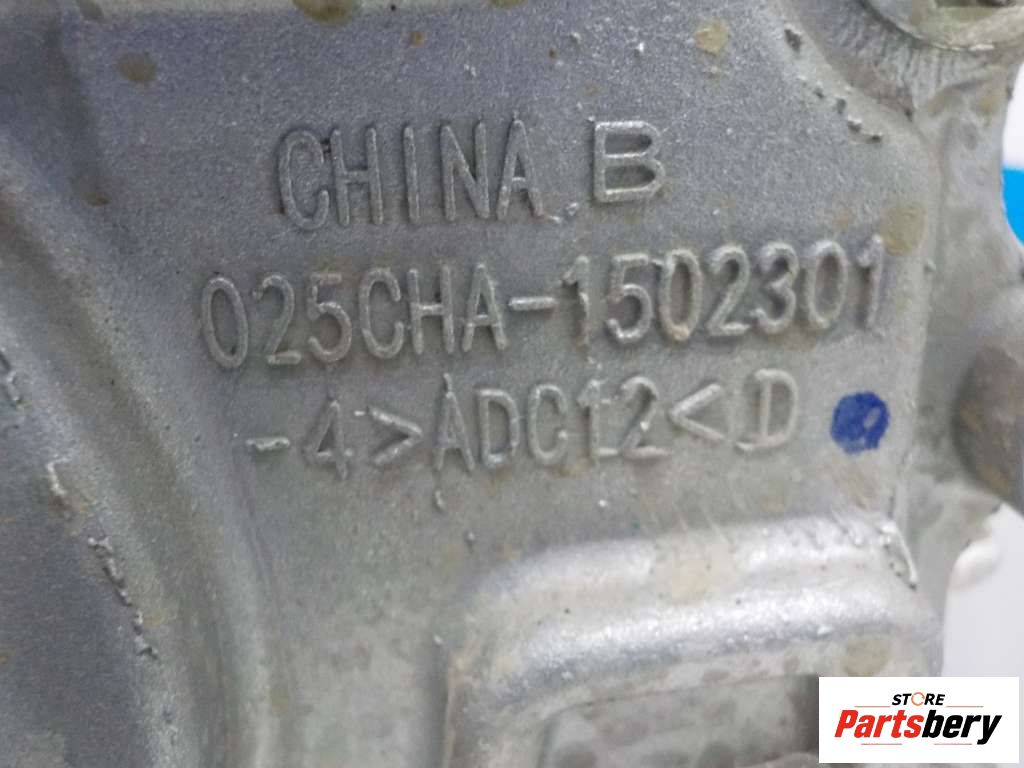 CHINA B
025CHA-1502301
-4>ADC12<D
STORE
Partsbery